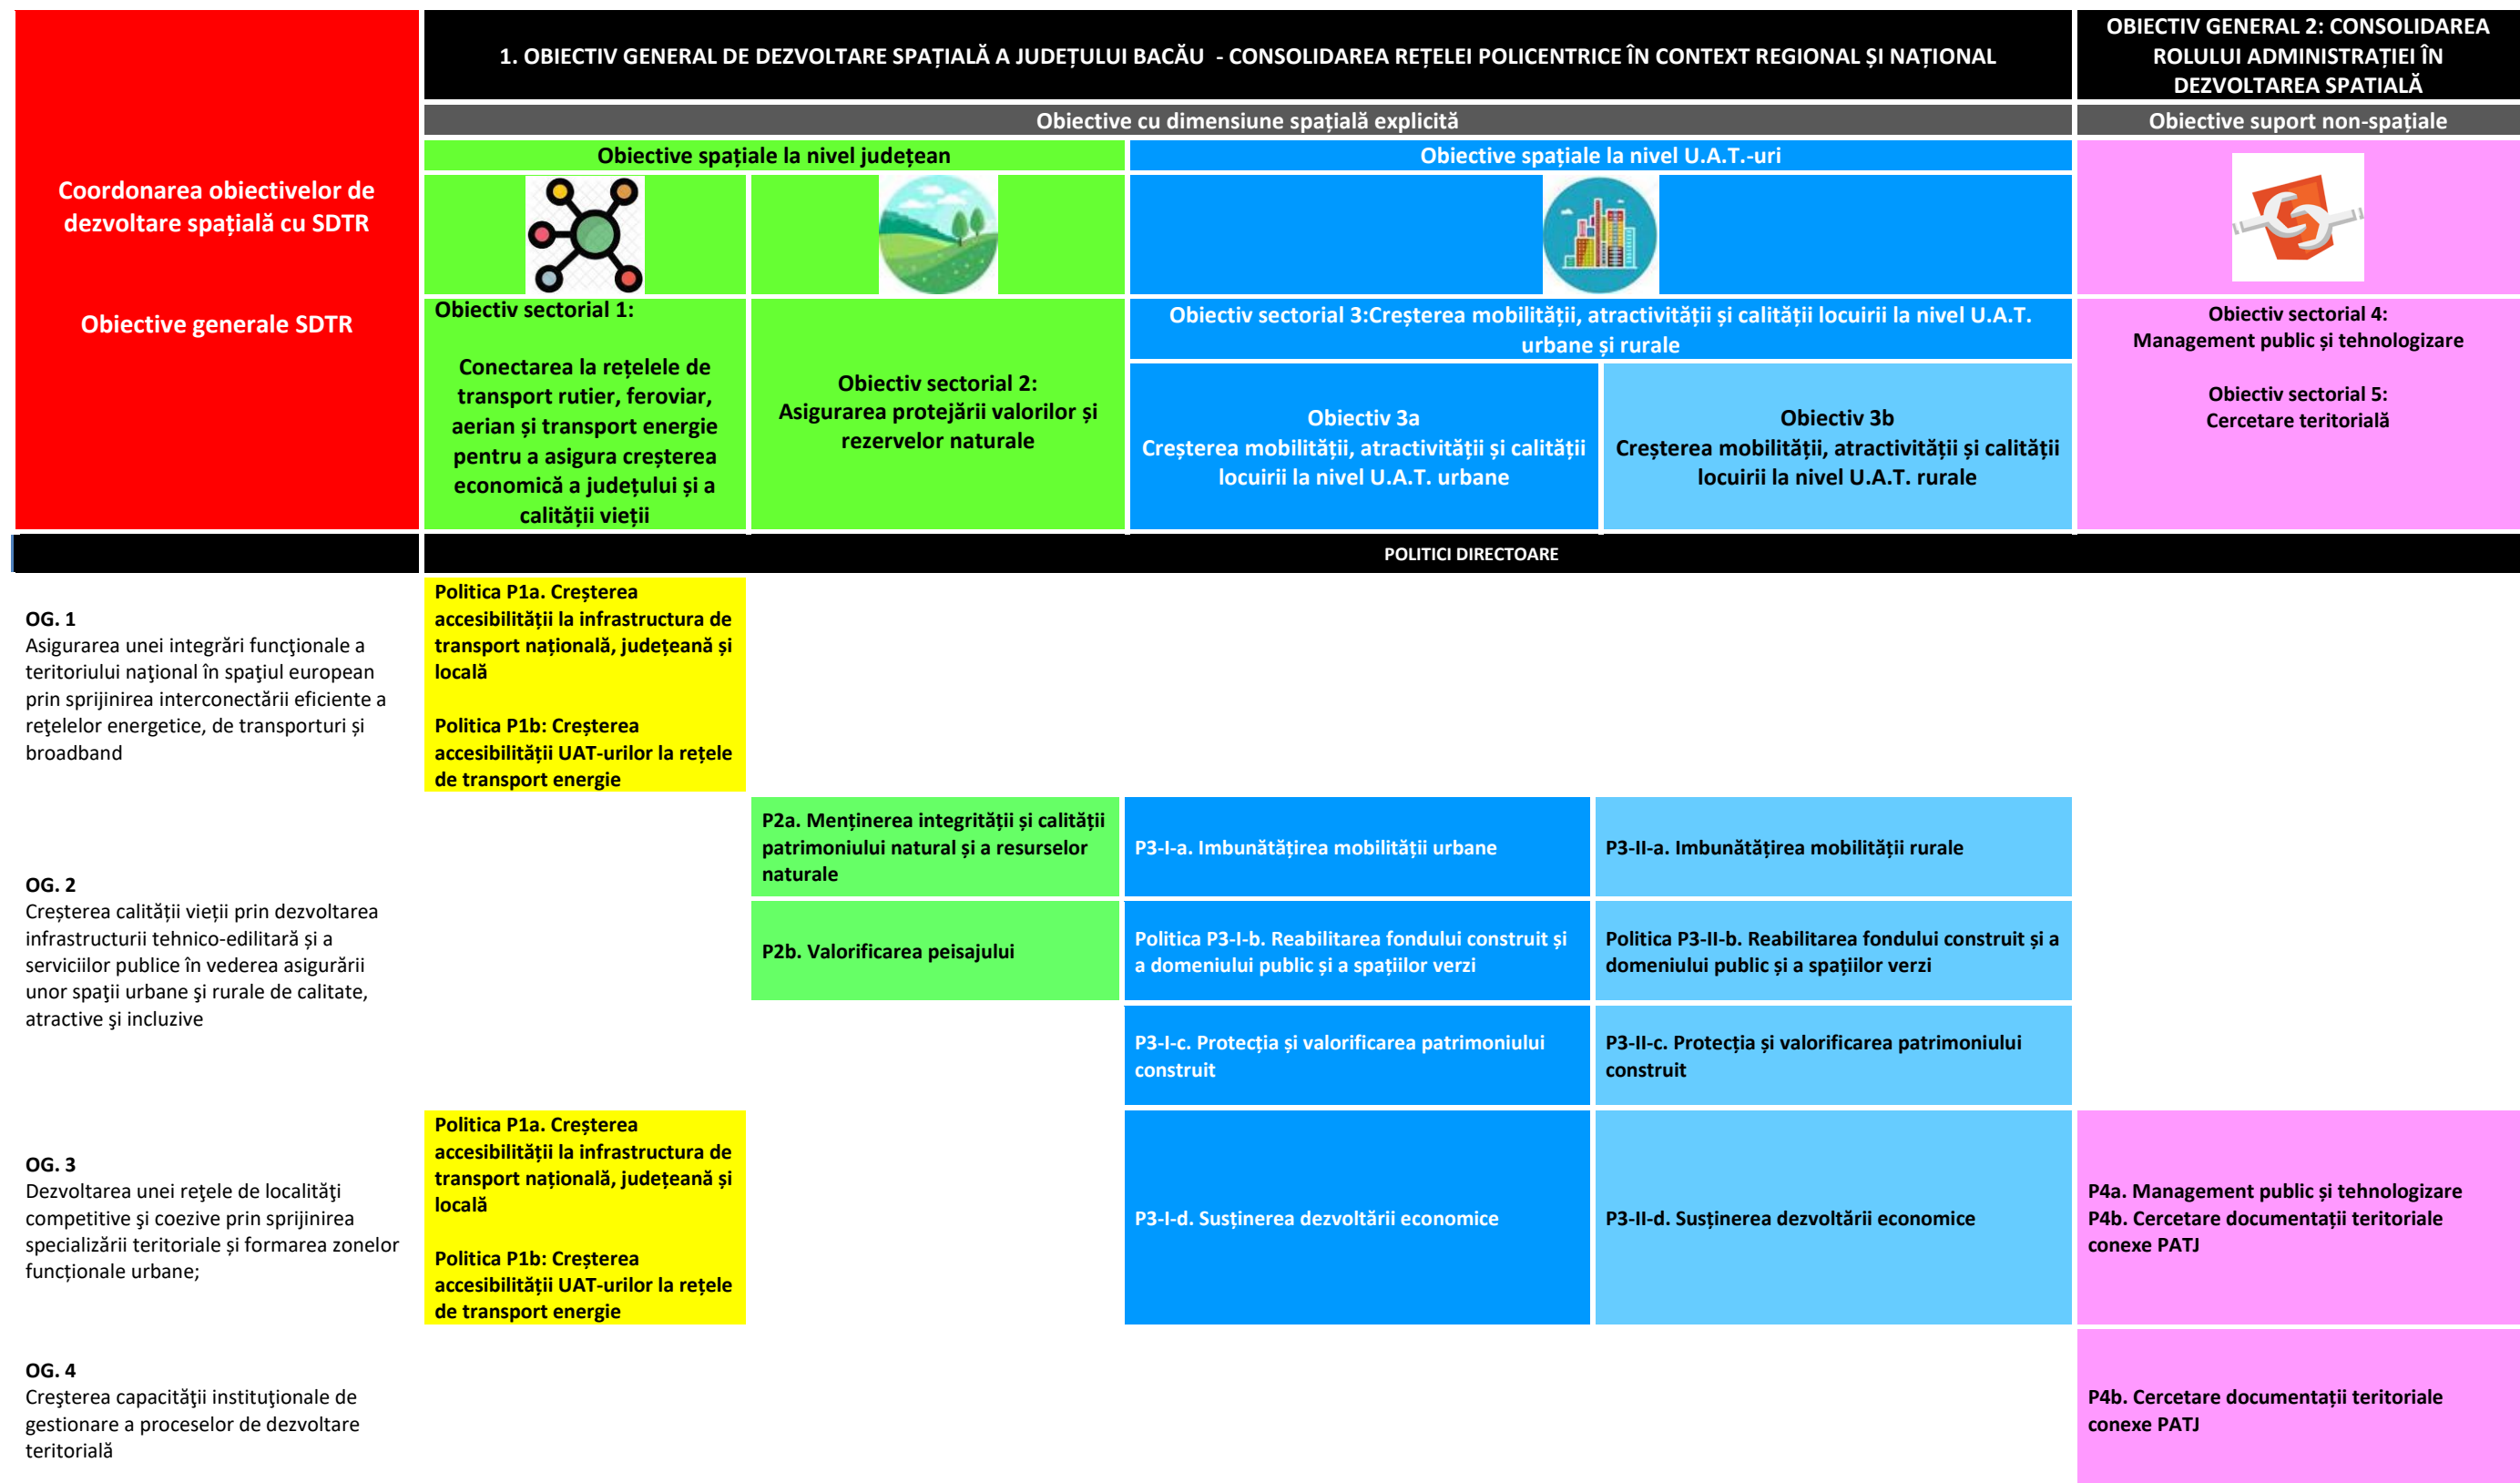 Coordonarea obiectivelor de
dezvoltare spațială cu SDTR
Obiective generale SDTR
1. OBIECTIV GENERAL DE DEZVOLTARE SPAȚIALĂ A JUDEȚULUI BACĂU - CONSOLIDAREA REȚELEI POLICENTRICE ÎN CONTEXT REGIONAL ȘI NAȚIONAL
OBIECTIV GENERAL 2: CONSOLIDAREA
ROLULUI ADMINISTRAȚIEI ÎN
DEZVOLTAREA SPATIALĂ
Obiective cu dimensiune spațială explicită
Obiective suport non-spațiale
Obiective spațiale la nivel județean
Obiective spațiale la nivel U.A.T.-uri
Obiectiv sectorial 1:
Conectarea la rețelele de
transport rutier, feroviar,
aerian și transport energie
pentru a asigura creșterea
economică a județului și a
calității vieții
Obiectiv sectorial 2:
Asigurarea protejării valorilor și
rezervelor naturale
Obiectiv sectorial 3:Creșterea mobilității, atractivității și calității locuirii la nivel U.A.T.
urbane și rurale
Obiectiv 3a
Creșterea mobilității, atractivității și calității
locuirii la nivel U.A.T. urbane
Obiectiv 3b
Creșterea mobilității, atractivității și calității
locuirii la nivel U.A.T. rurale
Obiectiv sectorial 4:
Management public și tehnologizare
Obiectiv sectorial 5:
Cercetare teritorială
POLITICI DIRECTOARE
OG. 1
Asigurarea unei integrări funcţionale a
teritoriului naţional în spaţiul european
prin sprijinirea interconectării eficiente a
reţelelor energetice, de transporturi și
broadband
Politica P1a. Creșterea
accesibilității la infrastructura de
transport națională, județeană și
locală
Politica P1b: Creșterea
accesibilității UAT-urilor la rețele
de transport energie
OG. 2
Creșterea calității vieții prin dezvoltarea
infrastructurii tehnico-edilitară și a
serviciilor publice în vederea asigurării
unor spaţii urbane şi rurale de calitate,
atractive şi incluzive
P2a. Menținerea integrității și calității
patrimoniului natural și a resurselor
naturale
P3-I-a. Imbunătățirea mobilității urbane
P3-II-a. Imbunătățirea mobilității rurale
P2b. Valorificarea peisajului
Politica P3-I-b. Reabilitarea fondului construit și
a domeniului public și a spațiilor verzi
Politica P3-II-b. Reabilitarea fondului construit și a
domeniului public și a spațiilor verzi
P3-I-c. Protecția și valorificarea patrimoniului
construit
P3-II-c. Protecția și valorificarea patrimoniului
construit
OG. 3
Dezvoltarea unei reţele de localităţi
competitive şi coezive prin sprijinirea
specializării teritoriale și formarea zonelor
funcționale urbane;
Politica P1a. Creșterea
accesibilității la infrastructura de
transport națională, județeană și
locală
Politica P1b: Creșterea
accesibilității UAT-urilor la rețele
de transport energie
P3-I-d. Susținerea dezvoltării economice
P3-II-d. Susținerea dezvoltării economice
P4a. Management public și tehnologizare
P4b. Cercetare documentații teritoriale
conexe PATJ
OG. 4
Creşterea capacităţii instituţionale de
gestionare a proceselor de dezvoltare
teritorială
P4b. Cercetare documentații teritoriale
conexe PATJ